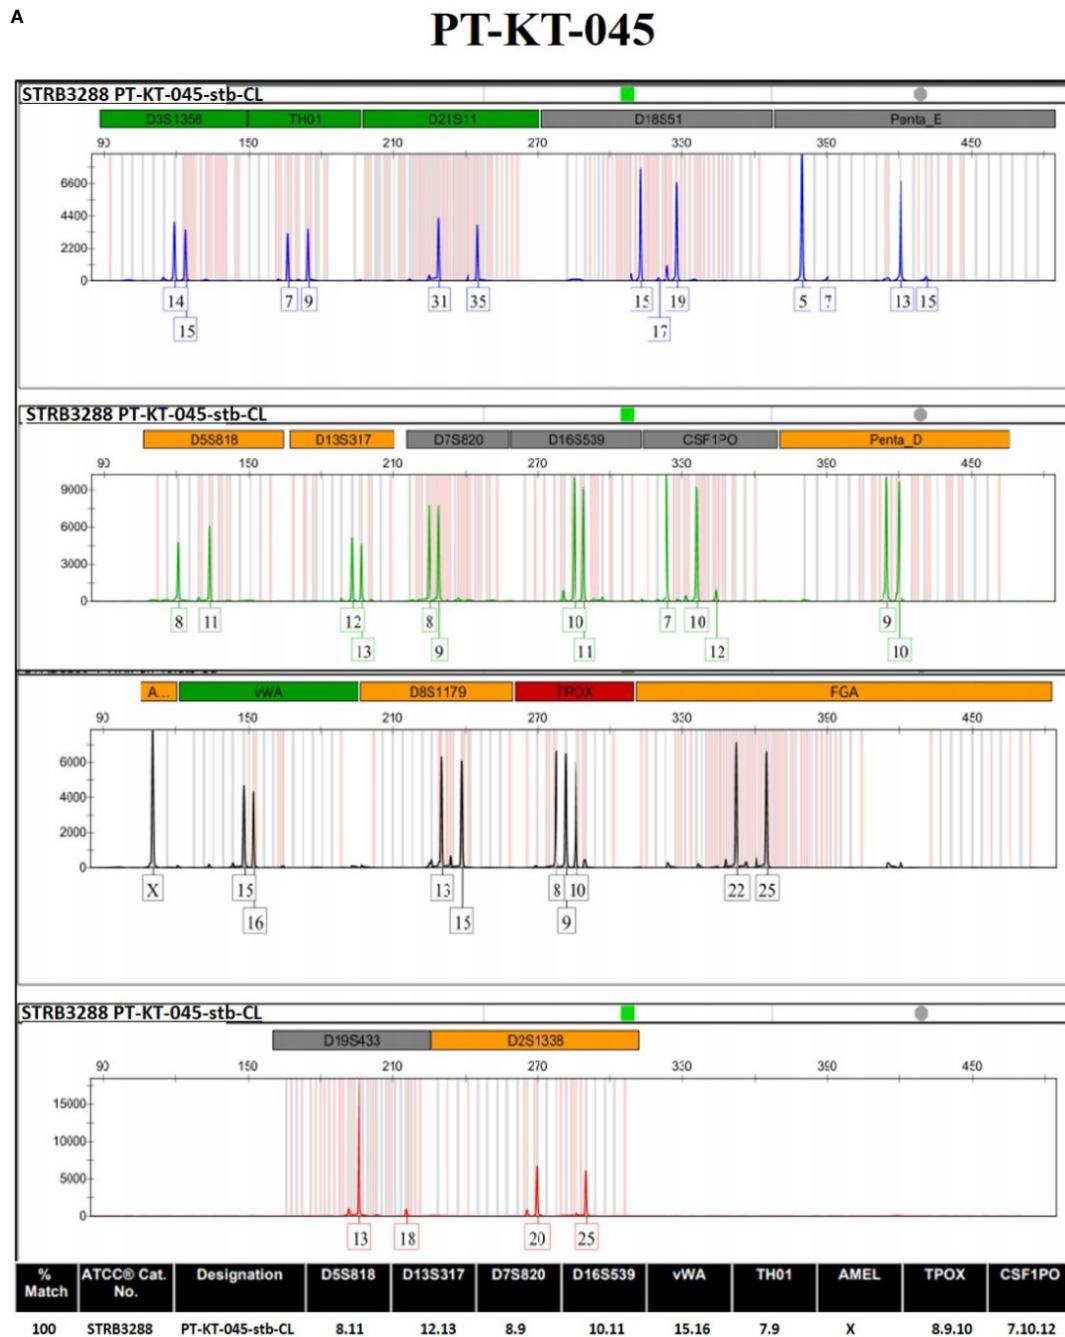 A
PT-KT-045
STRB3288 PT-KT-045-stb-CL
D3S1358 TH01 D21S11 D18S51 Penta_E
90 150 210 270 330 390 450
6600
4400
2200
0
14 7 9 31 35 15 19 5 7 13 15
15 17
STRB3288 PT-KT-045-stb-CL
D5S818 D13S317 D7S820 D16S539 CSF1PO Penta_D
90 150 210 270 330 390 450
9000
6000
3000
0
8 11 12 8 10 7 10 9
13 9 11 12 10
A... vWA D8S1179 TPOX FGA
90 150 210 270 330 390 450
6000
4000
2000
0
X 15 13 8 10 22 25
16 15 9
STRB3288 PT-KT-045-stb-CL
D19S433 D2S1338
90 150 210 270 330 390 450
15000
10000
5000
0
13 18 20 25
% ATCC® Cat. Designation D5S818 D13S317 D7S820 D16S539 vWA TH01 AMEL TPOX CSF1PO
Match No.
100 STRB3288 PT-KT-045-stb-CL 8.11 12.13 8.9 10.11 15.16 7.9 X 8.9.10 7.10.12